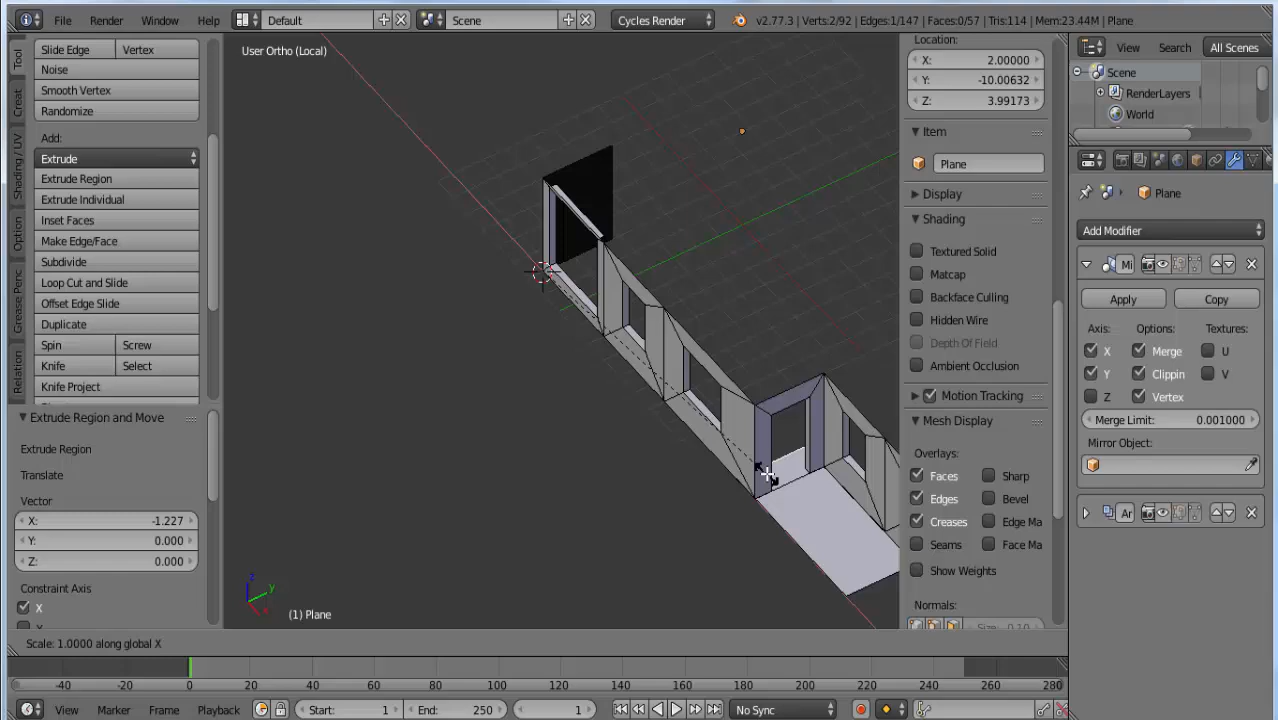 File Render Window Help Default Scene Cycles Render v2.77.3 | Verts:2/92 | Edges:1/147 | Faces:0/57 | Tris:114 | Mem:23.44M | Plane
Slide Edge Vertex
Noise
Smooth Vertex
Randomize
Add:
Extrude
Extrude Region
Extrude Individual
Inset Faces
Make Edge/Face
Subdivide
Loop Cut and Slide
Offset Edge Slide
Duplicate
Spin Screw
Knife Select
Knife Project
Tool
Creat
Shading / UV
Option
Grease Penc
Relation
Extrude Region and Move
Extrude Region
Translate
Vector
X: -1.227
Y: 0.000
Z: 0.000
Constraint Axis
X
User Ortho (Local)
z
y
x
(1) Plane
Scale: 1.0000 along global X
Location:
X: 2.00000
Y: -10.00632
Z: 3.99173
Item
Plane
Display
Shading
Textured Solid
Matcap
Backface Culling
Hidden Wire
Depth Of Field
Ambient Occlusion
Motion Tracking
Mesh Display
Overlays:
Faces Sharp
Edges Bevel
Creases Edge Ma
Seams Face Ma
Show Weights
Normals:
Size: 0.10
View Search All Scenes
Scene
RenderLayers
World
Plane
Add Modifier
Mi
Apply Copy
Axis: Options: Textures:
X Merge U
Y Clippin V
Z Vertex
Merge Limit: 0.001000
Mirror Object:
Ar
-40 -20 0 20 40 60 80 100 120 140 160 180 200 220 240 260 280
View Marker Frame Playback Start: 1 End: 250 1 No Sync